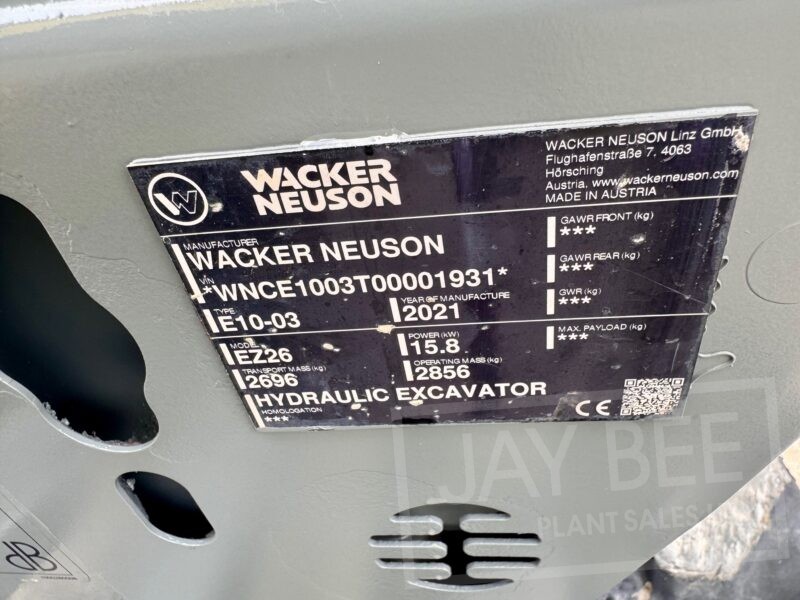 WACKER
NEUSON
WACKER NEUSON Linz GmbH
Flughafenstraße 7, 4063
Hörsching
Austria, www.wackerneuson.com
MADE IN AUSTRIA
MANUFACTURER
WACKER NEUSON
VIN
*WNCE1003T00001931*
TYPE
E10-03
YEAR OF MANUFACTURE
2021
MODEL
EZ26
POWER (kW)
15.8
TRANSPORT MASS (kg)
2696
OPERATING MASS (kg)
2856
HYDRAULIC EXCAVATOR
HOMOLOGATION
***
GAWR FRONT (kg)
***
GAWR REAR (kg)
***
GWR (kg)
***
MAX. PAYLOAD (kg)
***
CE
JAY BEE
PLANT SALES